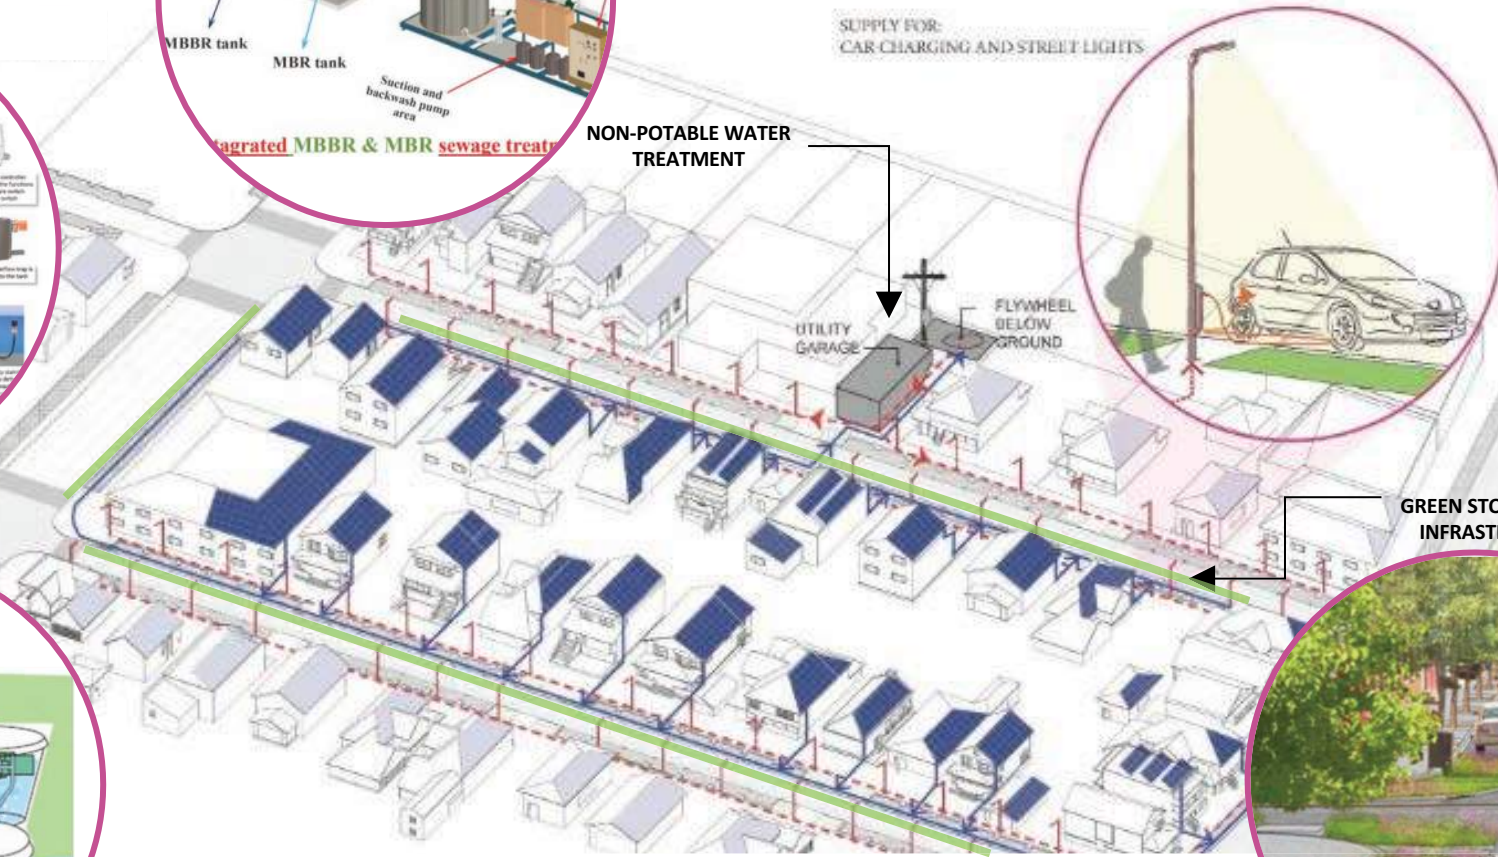 MBBR tank
MBR tank
Suction and
backwash pump
area
tagrated MBBR & MBR sewage treat
SUPPLY FOR:
CAR CHARGING AND STREET LIGHTS
NON-POTABLE WATER
TREATMENT
UTILITY
GARAGE
FLYWHEEL
BELOW
GROUND
GREEN STO
INFRAST